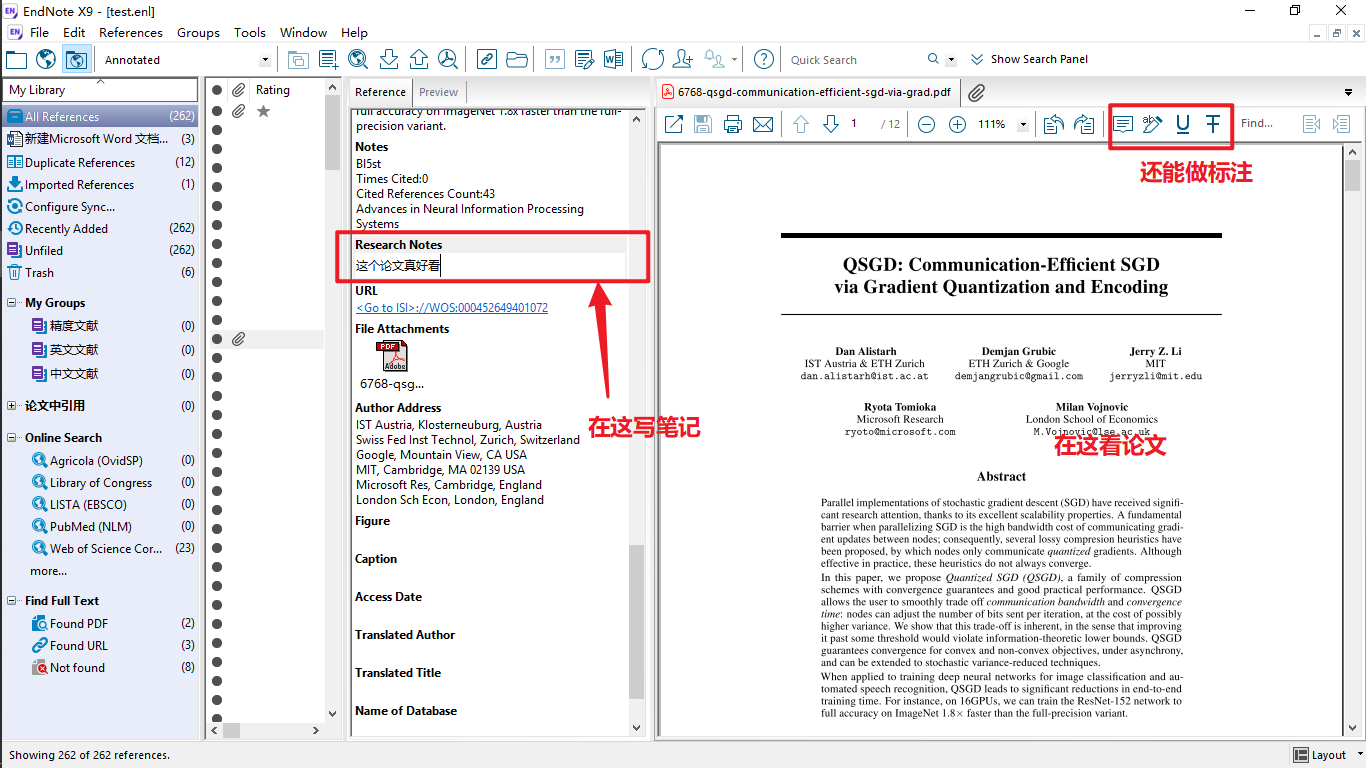 EndNote X9 - [test.enl]
File Edit References Groups Tools Window Help
Annotated
Quick Search
Show Search Panel
My Library
All References (262)
新建Microsoft Word 文档... (3)
Duplicate References (12)
Imported References (1)
Configure Sync...
Recently Added (262)
Unfiled (262)
Trash (6)
My Groups
精度文献 (0)
英文文献 (0)
中文文献 (0)
论文中引用 (0)
Online Search
Agricola (OvidSP) (0)
Library of Congress (0)
LISTA (EBSCO) (0)
PubMed (NLM) (0)
Web of Science Cor... (23)
more...
Find Full Text
Found PDF (2)
Found URL (3)
Not found (8)
Rating
Reference Preview
full accuracy on ImageNet 1.8x faster than the full-
precision variant.
Notes
Bl5st
Times Cited:0
Cited References Count:43
Advances in Neural Information Processing
Systems
Research Notes
这个论文真好看
URL
<Go to ISI>://WOS:000452649401072
File Attachments
PDF
Adobe
6768-qsg...
在这写笔记
Author Address
IST Austria, Klosterneuburg, Austria
Swiss Fed Inst Technol, Zurich, Switzerland
Google, Mountain View, CA USA
MIT, Cambridge, MA 02139 USA
Microsoft Res, Cambridge, England
London Sch Econ, London, England
Figure
Caption
Access Date
Translated Author
Translated Title
Name of Database
6768-qsgd-communication-efficient-sgd-via-grad.pdf
1 / 12
111%
Find...
还能做标注
QSGD: Communication-Efficient SGD
via Gradient Quantization and Encoding
Dan Alistarh Demjan Grubic Jerry Z. Li
IST Austria & ETH Zurich ETH Zurich & Google MIT
dan.alistarh@ist.ac.at demjangrubic@gmail.com jerryzli@mit.edu
Ryota Tomioka Milan Vojnovic
Microsoft Research London School of Economics
ryoto@microsoft.com M.Vojnovic@lse.ac.uk
在这看论文
Abstract
Parallel implementations of stochastic gradient descent (SGD) have received signifi-
cant research attention, thanks to its excellent scalability properties. A fundamental
barrier when parallelizing SGD is the high bandwidth cost of communicating gradi-
ent updates between nodes; consequently, several lossy compresion heuristics have
been proposed, by which nodes only communicate quantized gradients. Although
effective in practice, these heuristics do not always converge.
In this paper, we propose Quantized SGD (QSGD), a family of compression
schemes with convergence guarantees and good practical performance. QSGD
allows the user to smoothly trade off communication bandwidth and convergence
time: nodes can adjust the number of bits sent per iteration, at the cost of possibly
higher variance. We show that this trade-off is inherent, in the sense that improving
it past some threshold would violate information-theoretic lower bounds. QSGD
guarantees convergence for convex and non-convex objectives, under asynchrony,
and can be extended to stochastic variance-reduced techniques.
When applied to training deep neural networks for image classification and au-
tomated speech recognition, QSGD leads to significant reductions in end-to-end
training time. For instance, on 16GPUs, we can train the ResNet-152 network to
full accuracy on ImageNet 1.8× faster than the full-precision variant.
Showing 262 of 262 references.
Layout